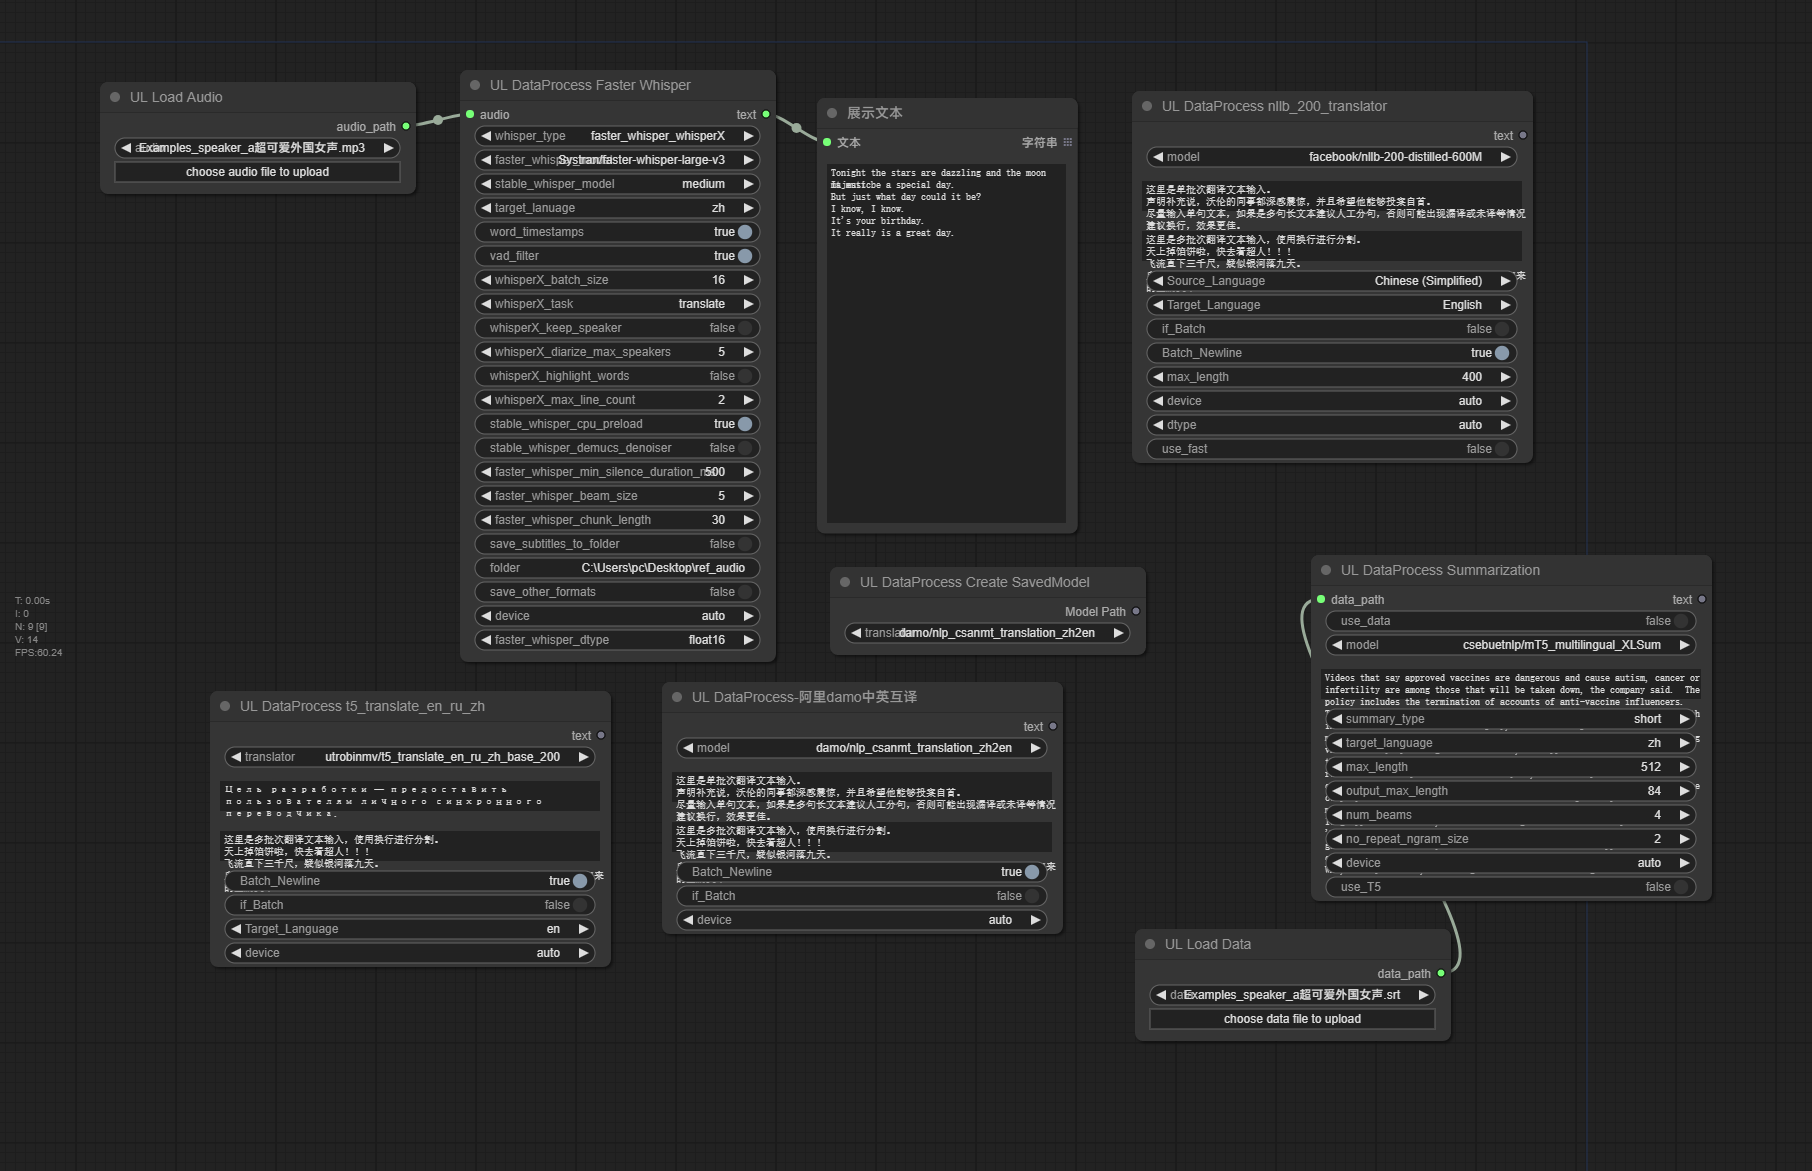 UL Load Audio
audio_path
Examples_speaker_a超可爱外国女声.mp3
choose audio file to upload
UL DataProcess Faster Whisper
audio
text
whisper_type
faster_whisper_whisperX
Systran/faster-whisper-large-v3
stable_whisper_model
medium
target_lanuage
zh
word_timestamps
true
vad_filter
true
whisperX_batch_size
16
whisperX_task
translate
whisperX_keep_speaker
false
whisperX_diarize_max_speakers
5
whisperX_highlight_words
false
whisperX_max_line_count
2
stable_whisper_cpu_preload
true
stable_whisper_demucs_denoiser
false
faster_whisper_min_silence_duration_
500
faster_whisper_beam_size
5
faster_whisper_chunk_length
30
save_subtitles_to_folder
false
folder
C:\Users\pc\Desktop\ref_audio
save_other_formats
false
device
auto
faster_whisper_dtype
float16
展示文本
文本
字符串
Tonight the stars are dazzling and the moon
be a special day.
But just what day could it be?
I know, I know.
It's your birthday.
It really is a great day.
UL DataProcess nllb_200_translator
text
model
facebook/nllb-200-distilled-600M
这里是单批次翻译文本输入。
声明补充说，沃伦的同事都深感震惊，并且希望他能够投案自首。
尽量输入单句文本，如果是多句长文本建议人工分句，否则可能出现漏译或未译等情况
建议换行，效果更佳。
这里是多批次翻译文本输入，使用换行进行分割。
天上掉馅饼啦，快去看超人！！！
飞流直下三千尺，疑似银河落九天。
来
Source_Language
Chinese (Simplified)
Target_Language
English
if_Batch
false
Batch_Newline
true
max_length
400
device
auto
dtype
auto
use_fast
false
UL DataProcess Create SavedModel
Model Path
damo/nlp_csanmt_translation_zh2en
UL DataProcess Summarization
data_path
text
use_data
false
model
csebuetnlp/mT5_multilingual_XLSum
Videos that say approved vaccines are dangerous and cause autism, cancer or
infertility are among those that will be taken down, the company said.  The
policy includes the termination of accounts of anti-vaccine influencers.
summary_type
short
target_language
zh
max_length
512
output_max_length
84
num_beams
4
no_repeat_ngram_size
2
device
auto
use_T5
false
T: 0.00s
I: 0
N: 9 [9]
V: 14
FPS:60.24
UL DataProcess t5_translate_en_ru_zh
text
translator
utrobinmv/t5_translate_en_ru_zh_base_200
Цель разработки — предоставить
пользователям личного синхронного
переводчика.
这里是多批次翻译文本输入，使用换行进行分割。
天上掉馅饼啦，快去看超人！！！
飞流直下三千尺，疑似银河落九天。
来
Batch_Newline
true
if_Batch
false
Target_Language
en
device
auto
UL DataProcess-阿里damo中英互译
text
model
damo/nlp_csanmt_translation_zh2en
这里是单批次翻译文本输入。
声明补充说，沃伦的同事都深感震惊，并且希望他能够投案自首。
尽量输入单句文本，如果是多句长文本建议人工分句，否则可能出现漏译或未译等情况
建议换行，效果更佳。
这里是多批次翻译文本输入，使用换行进行分割。
天上掉馅饼啦，快去看超人！！！
飞流直下三千尺，疑似银河落九天。
来
Batch_Newline
true
if_Batch
false
device
auto
UL Load Data
data_path
Examples_speaker_a超可爱外国女声.srt
choose data file to upload